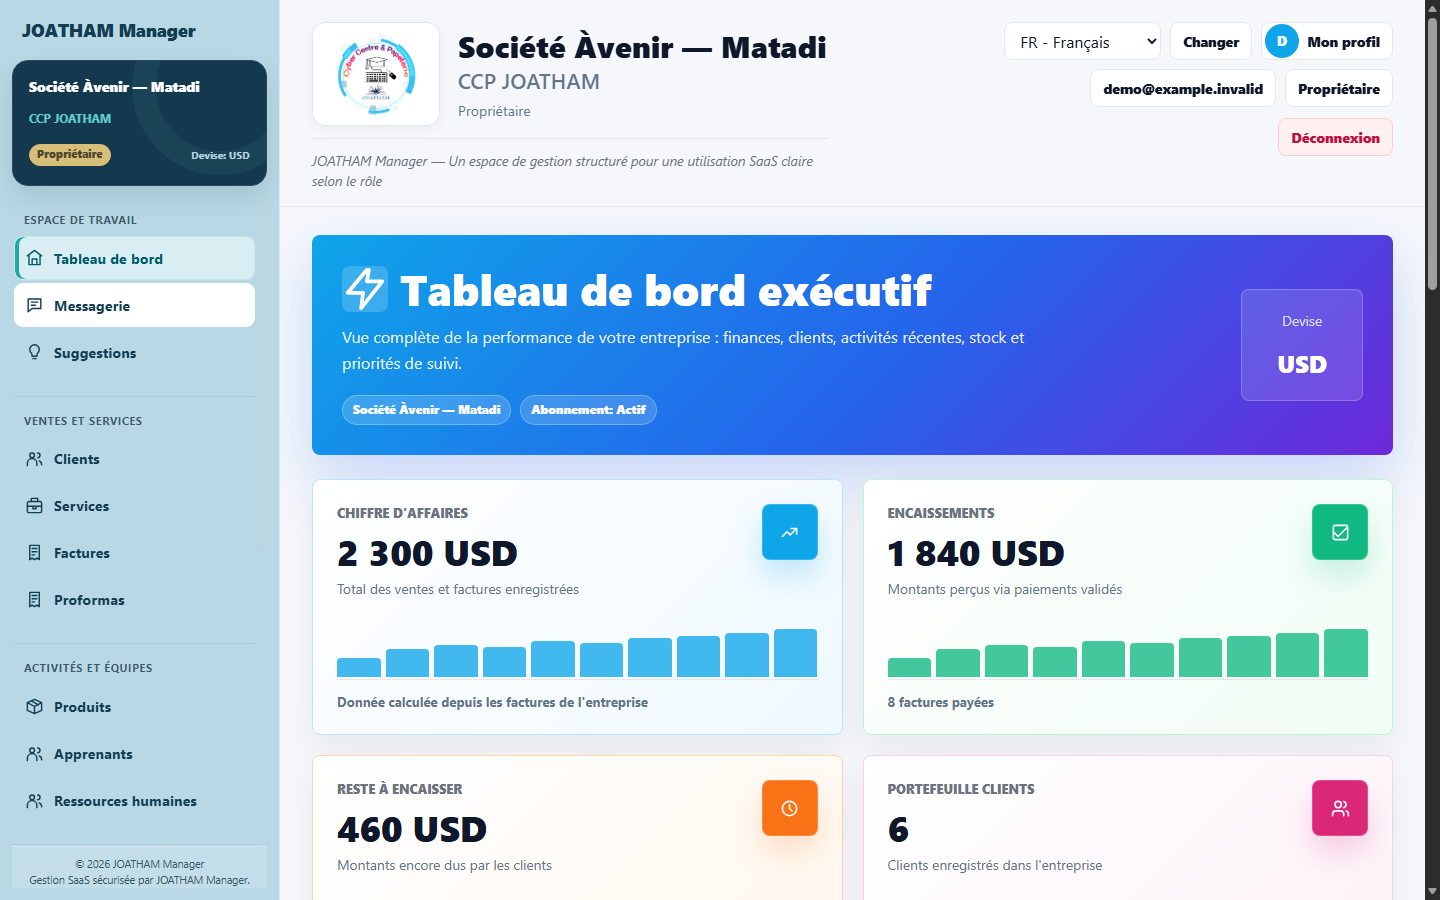 JOATHAM Manager
Société Àvenir — Matadi
CCP JOATHAM
Propriétaire
Devise: USD
ESPACE DE TRAVAIL
Tableau de bord
Messagerie
Suggestions
VENTES ET SERVICES
Clients
Services
Factures
Proformas
ACTIVITÉS ET ÉQUIPES
Produits
Apprenants
Ressources humaines
© 2026 JOATHAM Manager
Gestion SaaS sécurisée par JOATHAM Manager.
Cyber Centre & Papeterie
JOATHAM
Société Àvenir — Matadi
CCP JOATHAM
Propriétaire
JOATHAM Manager — Un espace de gestion structuré pour une utilisation SaaS claire
selon le rôle
FR - Français
Changer
D
Mon profil
demo@example.invalid
Propriétaire
Déconnexion
Tableau de bord exécutif
Vue complète de la performance de votre entreprise : finances, clients, activités récentes, stock et
priorités de suivi.
Société Àvenir — Matadi
Abonnement: Actif
Devise
USD
CHIFFRE D'AFFAIRES
2 300 USD
Total des ventes et factures enregistrées
Donnée calculée depuis les factures de l'entreprise
ENCAISSEMENTS
1 840 USD
Montants perçus via paiements validés
8 factures payées
RESTE À ENCAISSER
460 USD
Montants encore dus par les clients
PORTEFEUILLE CLIENTS
6
Clients enregistrés dans l'entreprise